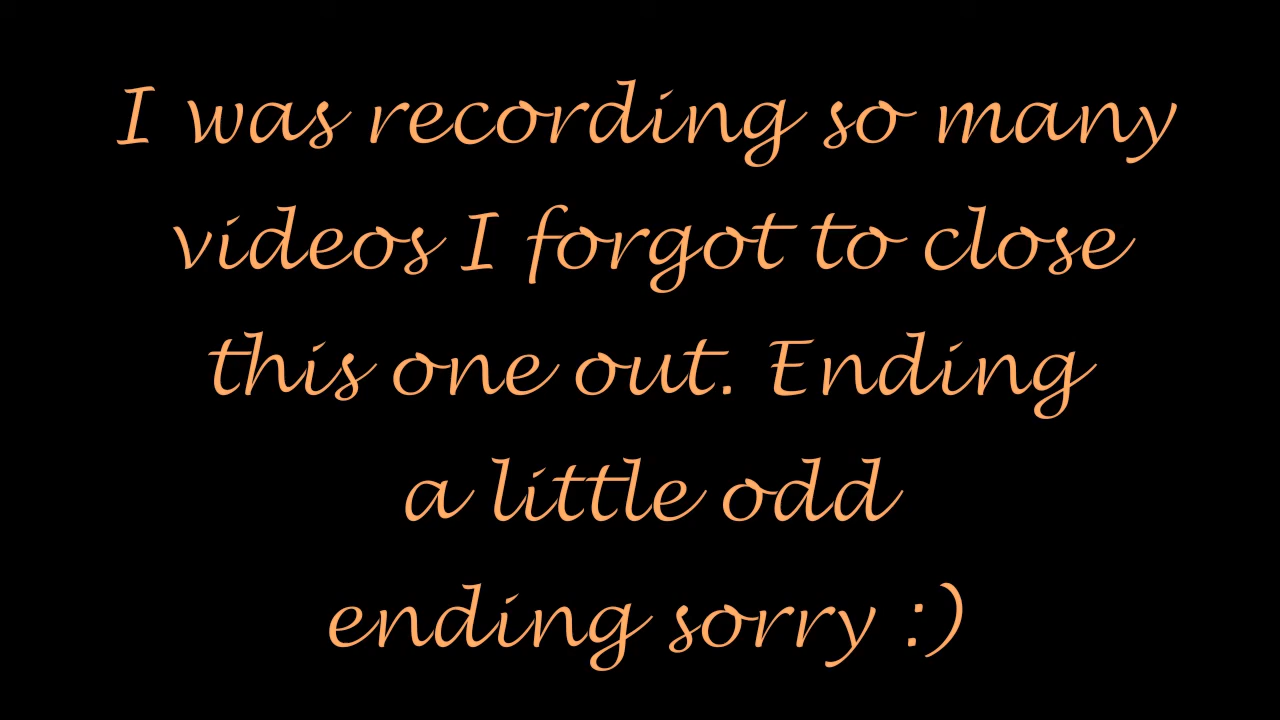 I was recording so many
videos I forgot to close
this one out. Ending
a little odd
ending sorry :)